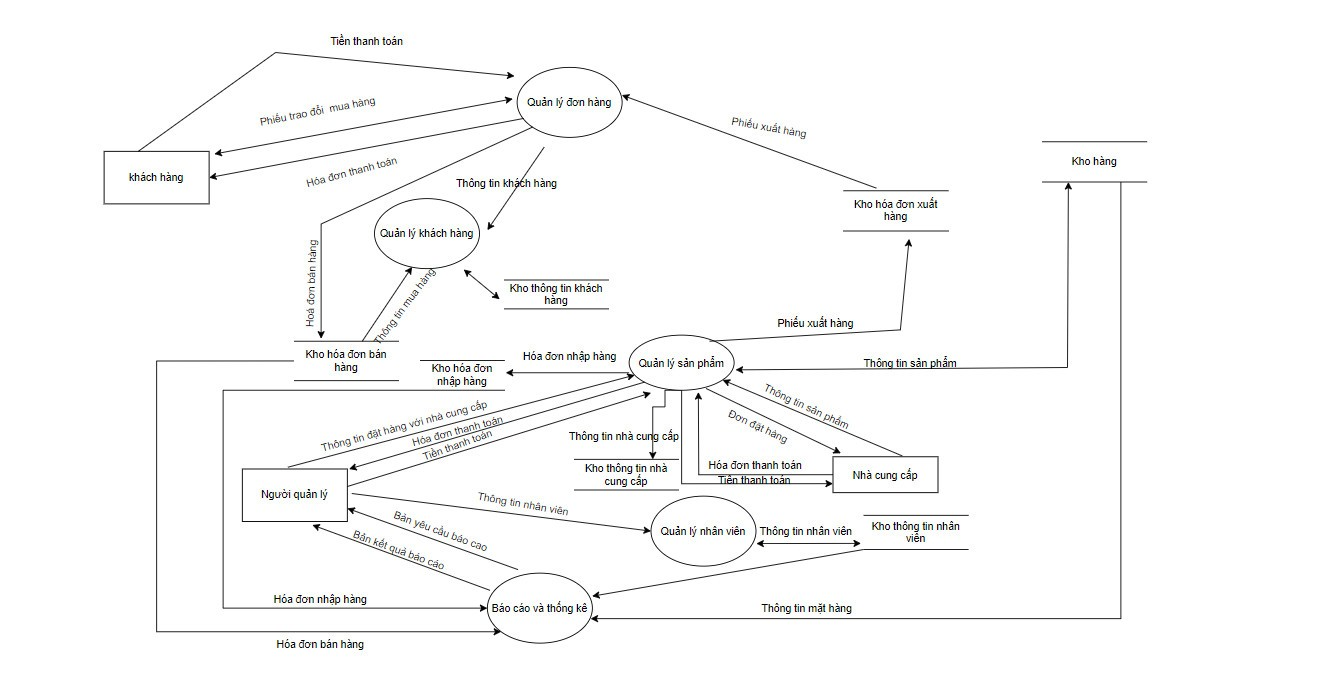 Tiền thanh toán
Quản lý đơn hàng
Phiếu trao đổi mua hàng
Phiếu xuất hàng
Kho hàng
khách hàng
Hóa đơn thanh toán
Thông tin khách hàng
Kho hóa đơn xuất
hàng
Quản lý khách hàng
Hoá đơn bán hàng
Thông tin mua hàng
Kho thông tin khách
hàng
Phiếu xuất hàng
Kho hóa đơn bán
hàng
Kho hóa đơn
nhập hàng
Hóa đơn nhập hàng
Quản lý sản phẩm
Thông tin sản phẩm
Thông tin sản phẩm
Thông tin đặt hàng với nhà cung cấp
Hóa đơn thanh toán
Tiền thanh toán
Đơn đặt hàng
Thông tin nhà cung cấp
Kho thông tin nhà
cung cấp
Hóa đơn thanh toán
Tiền thanh toán
Nhà cung cấp
Người quản lý
Thông tin nhân viên
Quản lý nhân viên
Thông tin nhân viên
Kho thông tin nhân
viên
Bản yêu cầu báo cao
Bản kết quả báo cáo
Hóa đơn nhập hàng
Báo cáo và thống kê
Thông tin mặt hàng
Hóa đơn bán hàng